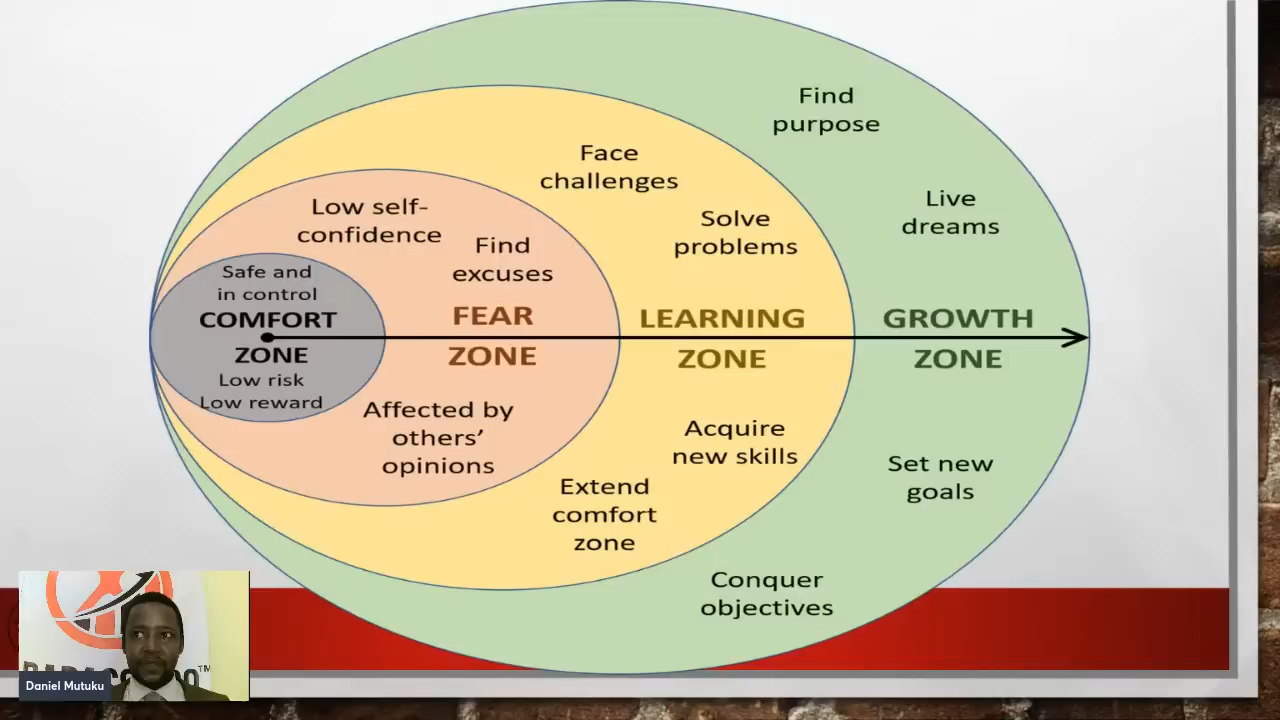 Find
purpose
Face
challenges
Live
dreams
Low self-
confidence
Solve
problems
Find
excuses
Safe and
in control
COMFORT
ZONE
Low risk
Low reward
FEAR
ZONE
LEARNING
ZONE
GROWTH
ZONE
Affected by
others’
opinions
Acquire
new skills
Set new
goals
Extend
comfort
zone
Conquer
objectives
TM
Daniel Mutuku